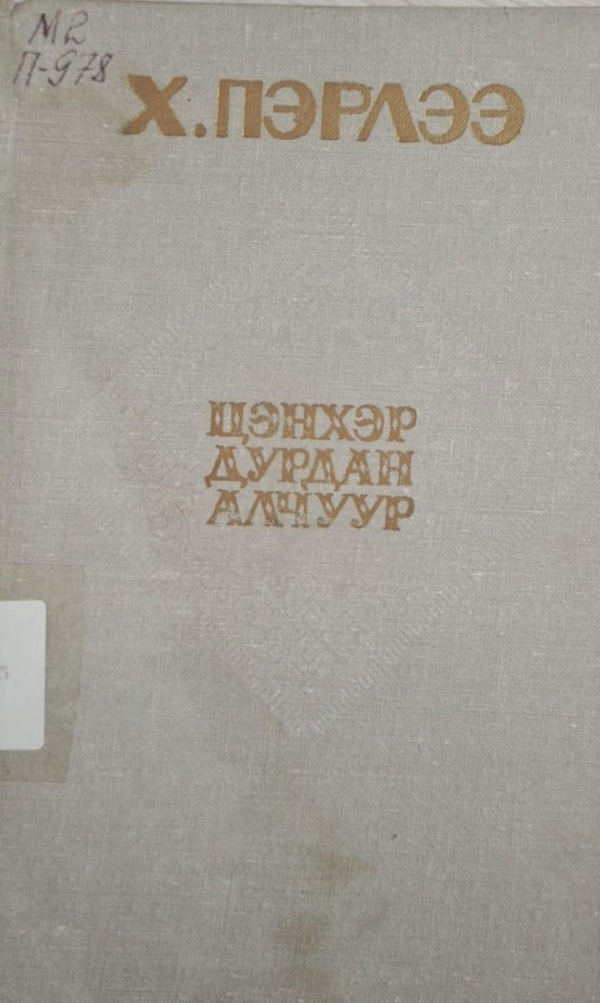 М2
П-978
Х.ПЭРЛЭЭ
ЦЭНХЭР
ДУРДАН
АЛЧУУР